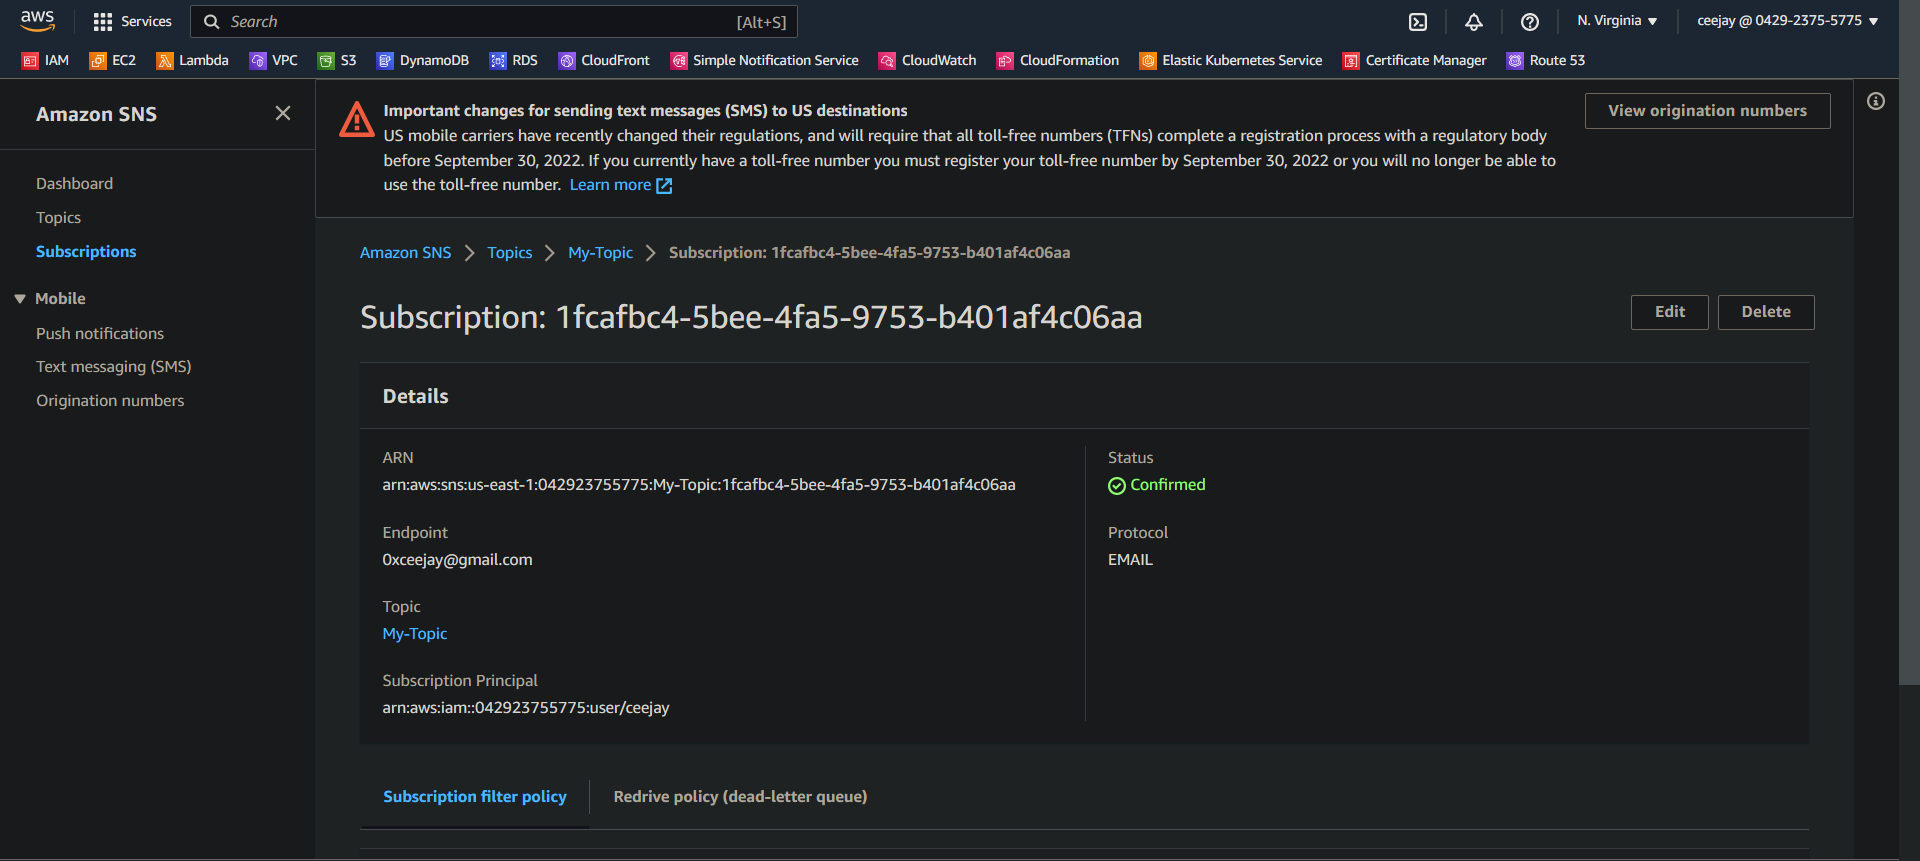 aws
Services
Search [Alt+S]
N. Virginia
ceejay @ 0429-2375-5775
IAM EC2 Lambda VPC S3 DynamoDB RDS CloudFront Simple Notification Service CloudWatch CloudFormation Elastic Kubernetes Service Certificate Manager Route 53
Amazon SNS
Dashboard
Topics
Subscriptions
Mobile
Push notifications
Text messaging (SMS)
Origination numbers
Important changes for sending text messages (SMS) to US destinations
US mobile carriers have recently changed their regulations, and will require that all toll-free numbers (TFNs) complete a registration process with a regulatory body
before September 30, 2022. If you currently have a toll-free number you must register your toll-free number by September 30, 2022 or you will no longer be able to
use the toll-free number. Learn more
View origination numbers
Amazon SNS Topics My-Topic Subscription: 1fcafbc4-5bee-4fa5-9753-b401af4c06aa
Subscription: 1fcafbc4-5bee-4fa5-9753-b401af4c06aa
Edit
Delete
Details
ARN
arn:aws:sns:us-east-1:042923755775:My-Topic:1fcafbc4-5bee-4fa5-9753-b401af4c06aa
Endpoint
0xceejay@gmail.com
Topic
My-Topic
Subscription Principal
arn:aws:iam::042923755775:user/ceejay
Status
Confirmed
Protocol
EMAIL
Subscription filter policy
Redrive policy (dead-letter queue)